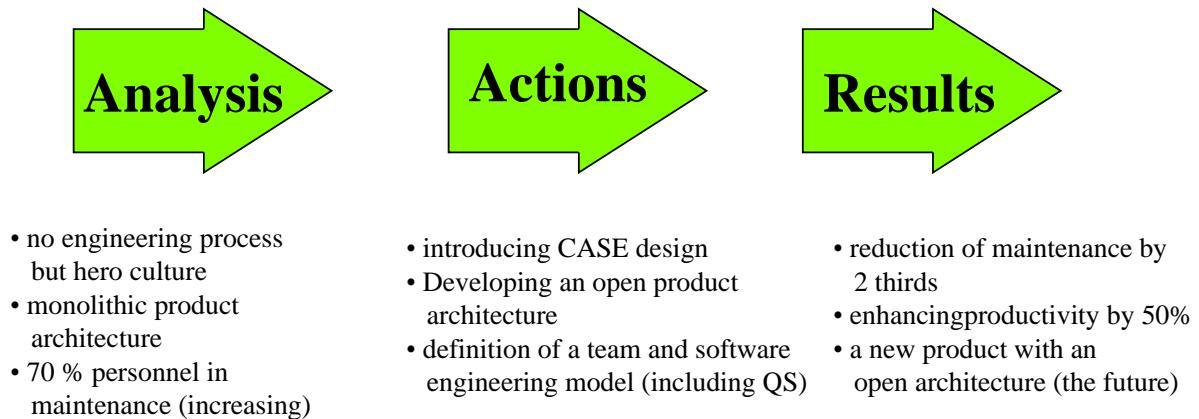 Analysis
Actions
Results
• no engineering process
but hero culture
• monolithic product
architecture
• 70 % personnel in
maintenance (increasing)
• introducing CASE design
• Developing an open product
architecture
• definition of a team and software
engineering model (including QS)
• reduction of maintenance by
2 thirds
• enhancingproductivity by 50%
• a new product with an
open architecture (the future)